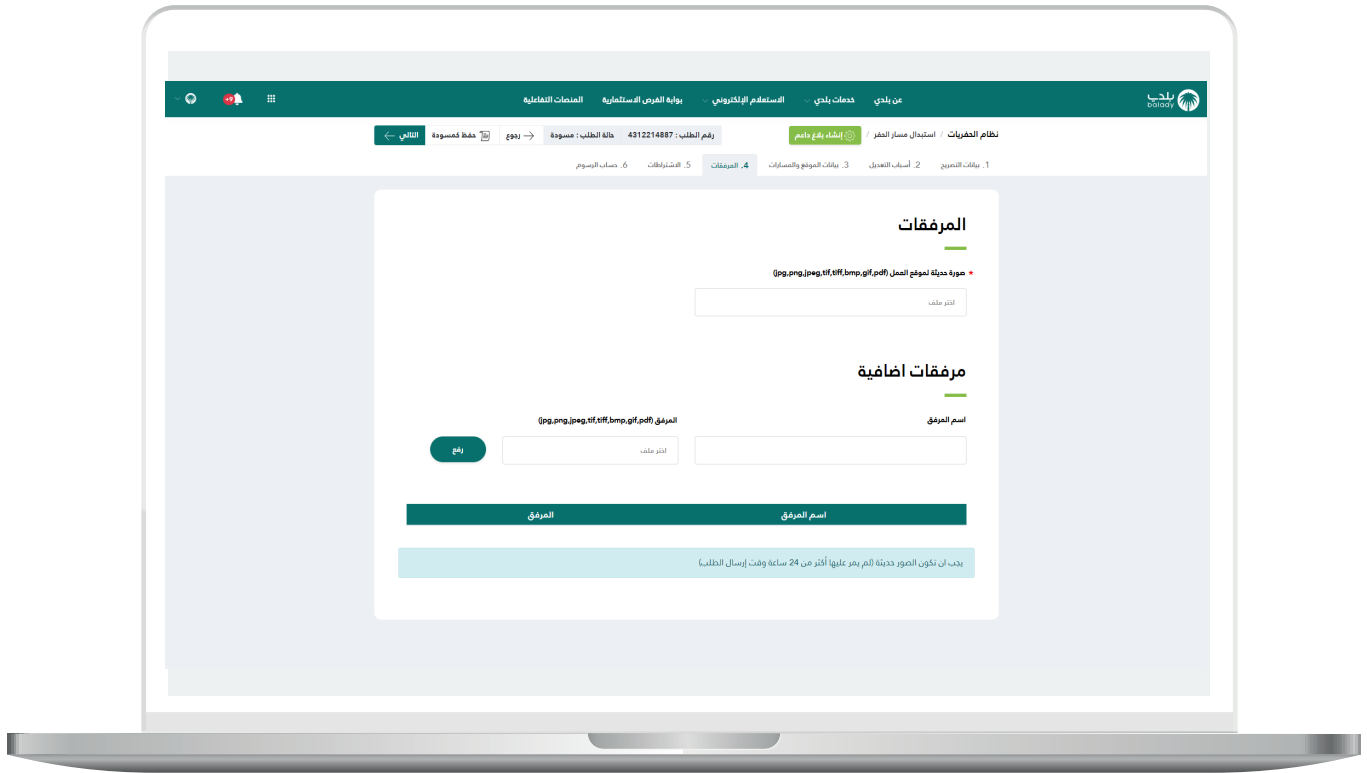 بلدي
balady
عن بلدي
خدمات بلدي
الاستعلام الإلكتروني
بوابة الفرص الاستثمارية
المنصات التفاعلية
+9
نظام الحفريات / استبدال مسار الحفر /
إنشاء بلاغ داعم
رقم الطلب : 4312214887
حالة الطلب : مسودة
رجوع
حفظ كمسودة
التالي
1. بيانات التصريح
2. أسباب التعديل
3. بيانات الموقع والمسارات
4. المرفقات
5. الاشتراطات
6. حساب الرسوم
المرفقات
* صورة حديثة لموقع العمل (jpg,png,jpeg,tif,tiff,bmp,gif,pdf)
اختر ملف
مرفقات اضافية
اسم المرفق
المرفق (jpg,png,jpeg,tif,tiff,bmp,gif,pdf)
اختر ملف
رفع
اسم المرفق
المرفق
يجب ان تكون الصور حديثة (لم يمر عليها أكثر من 24 ساعة وقت إرسال الطلب)